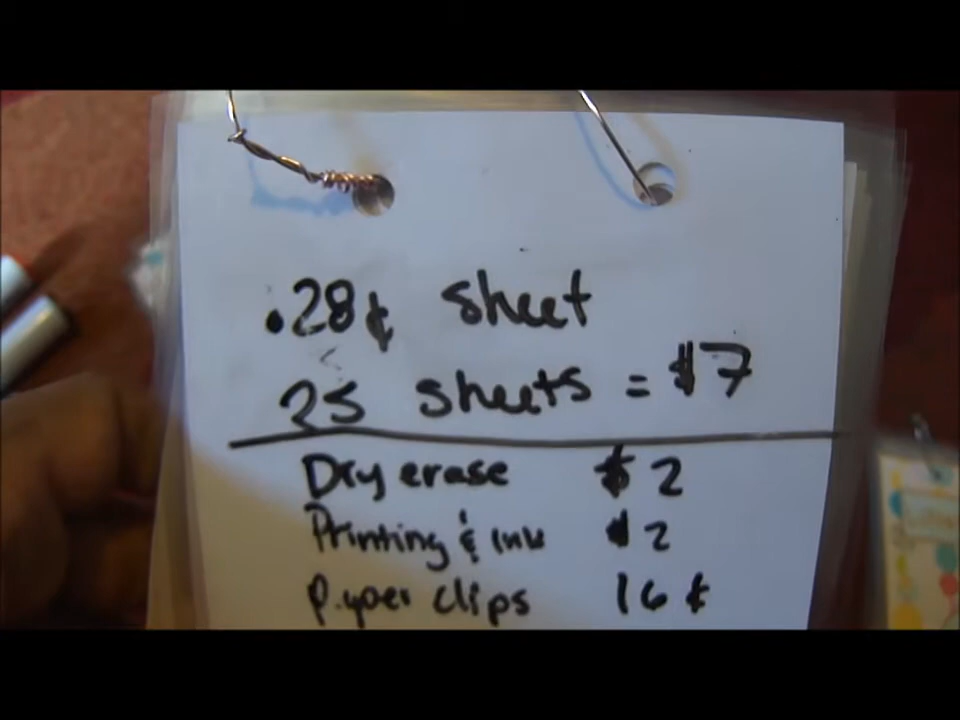 .28¢ sheet
25 sheets = $7
Dry erase $2
Printing & ink $2
Paper clips 16¢